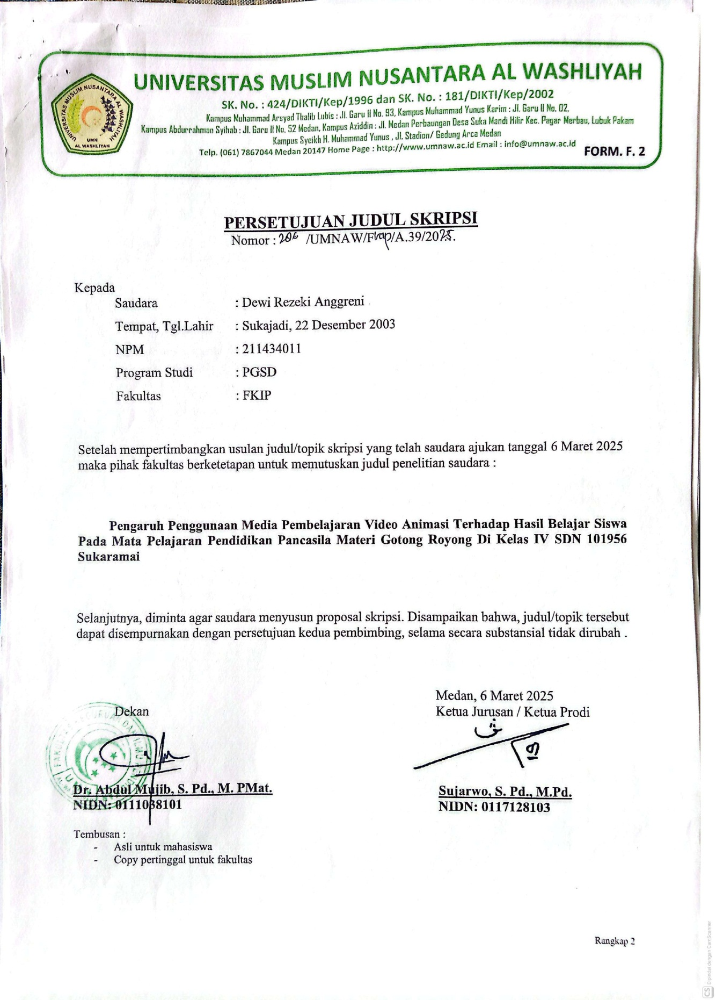 UNIVERSITAS MUSLIM NUSANTARA AL WASHLIYAH
SK. No. : 424/DIKTI/Kep/1996 dan SK. No. : 181/DIKTI/Kep/2002
Kampus Muhammad Arsyad Thalib Lubis : Jl. Garu II No. 93, Kampus Muhammad Yunus Karim : Jl. Garu II No. 02,
Kampus Abdurrahman Syihab : Jl. Garu II No. 52 Medan, Kampus Aziddin : Jl. Medan Perbaungan Desa Suka Mandi Hilir Kec. Pagar Merbau, Lubuk Pakam
Kampus Syeikh H. Muhammad Yunus , Jl. Stadion/ Gedung Arca Medan
Telp. (061) 7867044 Medan 20147 Home Page : http://www.umnaw.ac.id Email : info@umnaw.ac.id
FORM. F. 2
UNIVERSITAS MUSLIM NUSANTARA AL WASHLIYAH
UMN
AL WASHLIYAH
PERSETUJUAN JUDUL SKRIPSI
Nomor : /UMNAW/Fkip/A.39/2025.
Kepada
Saudara : Dewi Rezeki Anggreni
Tempat, Tgl.Lahir : Sukajadi, 22 Desember 2003
NPM : 211434011
Program Studi : PGSD
Fakultas : FKIP
Setelah mempertimbangkan usulan judul/topik skripsi yang telah saudara ajukan tanggal 6 Maret 2025
maka pihak fakultas berketetapan untuk memutuskan judul penelitian saudara :
Pengaruh Penggunaan Media Pembelajaran Video Animasi Terhadap Hasil Belajar Siswa
Pada Mata Pelajaran Pendidikan Pancasila Materi Gotong Royong Di Kelas IV SDN 101956
Sukaramai
Selanjutnya, diminta agar saudara menyusun proposal skripsi. Disampaikan bahwa, judul/topik tersebut
dapat disempurnakan dengan persetujuan kedua pembimbing, selama secara substansial tidak dirubah .
Medan, 6 Maret 2025
Dekan
Ketua Jurusan / Ketua Prodi
Dr. Abdul Mujib, S. Pd., M. PMat.
NIDN: 0111038101
Sujarwo, S. Pd., M.Pd.
NIDN: 0117128103
Tembusan :
- Asli untuk mahasiswa
- Copy pertinggal untuk fakultas
Rangkap 2
CS Dipindai dengan CamScanner